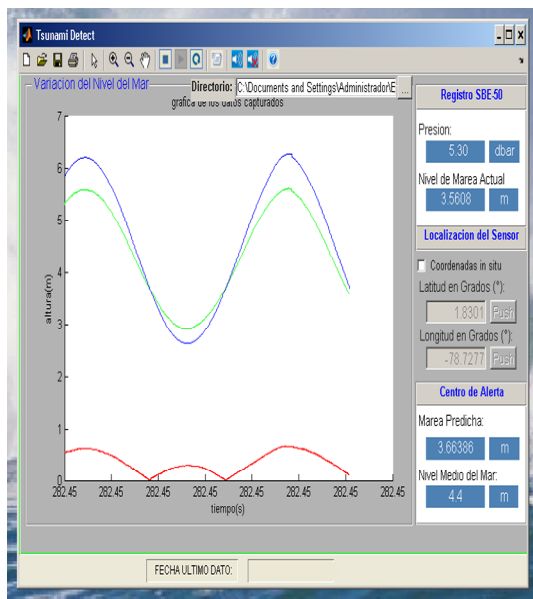 Tsunami Detect
Variacion del Nivel del Mar
Directorio: C:\Documents and Settings\Administrador\E ...
grafica de los datos capturados
7
6
5
4
3
2
1
0
altura(m)
282.45 282.45 282.45 282.45 282.45 282.45 282.45 282.45
tiempo(s)
Registro SBE-50
Presion:
5.30 dbar
Nivel de Marea Actual
3.5608 m
Localizacion del Sensor
Coordenadas in situ
Latitud en Grados (°):
1.8301 Push
Longitud en Grados (°):
-78.7277 Push
Centro de Alerta
Marea Predicha:
3.66386 m
Nivel Medio del Mar:
4.4 m
FECHA ULTIMO DATO: